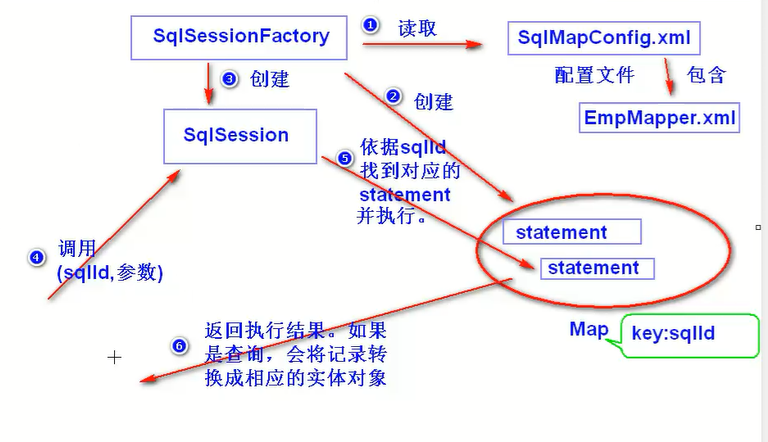 SqlSessionFactory
1 读取
SqlMapConfig.xml
配置文件
包含
EmpMapper.xml
3 创建
2 创建
SqlSession
5 依据sqlId
找到对应的
statement
并执行。
statement
statement
4 调用
(sqlId,参数)
Map
key:sqlId
6 返回执行结果。如果
是查询，会将记录转
换成相应的实体对象